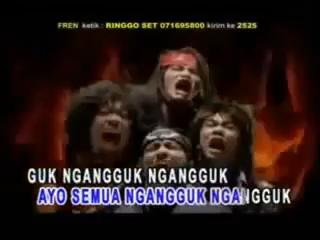 FREN ketik : RINGGO SET 071695800 kirim ke 2525
GUK NGANGGUK NGANGGUK
AYO SEMUA NGANGGUK NGANGGUK